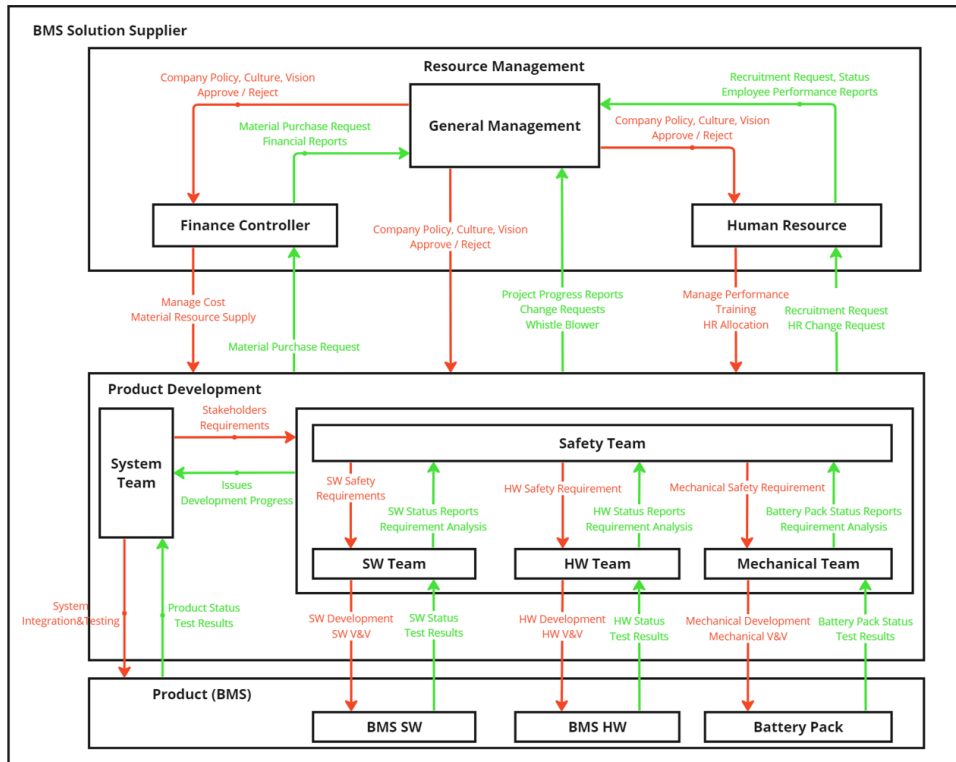 BMS Solution Supplier
Resource Management
Company Policy, Culture, Vision
Approve / Reject
Recruitment Request, Status
Employee Performance Reports
General Management
Material Purchase Request
Financial Reports
Company Policy, Culture, Vision
Approve / Reject
Finance Controller
Company Policy, Culture, Vision
Approve / Reject
Human Resource
Manage Cost
Material Resource Supply
Material Purchase Request
Project Progress Reports
Change Requests
Whistle Blower
Manage Performance
Training
HR Allocation
Recruitment Request
HR Change Request
Product Development
Stakeholders
Requirements
System
Team
Issues
Development Progress
Safety Team
SW Safety
Requirements
SW Status Reports
Requirement Analysis
HW Safety Requirement
HW Status Reports
Requirement Analysis
Mechanical Safety Requirement
Battery Pack Status Reports
Requirement Analysis
SW Team
HW Team
Mechanical Team
System
Integration&Testing
Product Status
Test Results
SW Development
SW V&V
SW Status
Test Results
HW Development
HW V&V
HW Status
Test Results
Mechanical Development
Mechanical V&V
Battery Pack Status
Test Results
Product (BMS)
BMS SW
BMS HW
Battery Pack